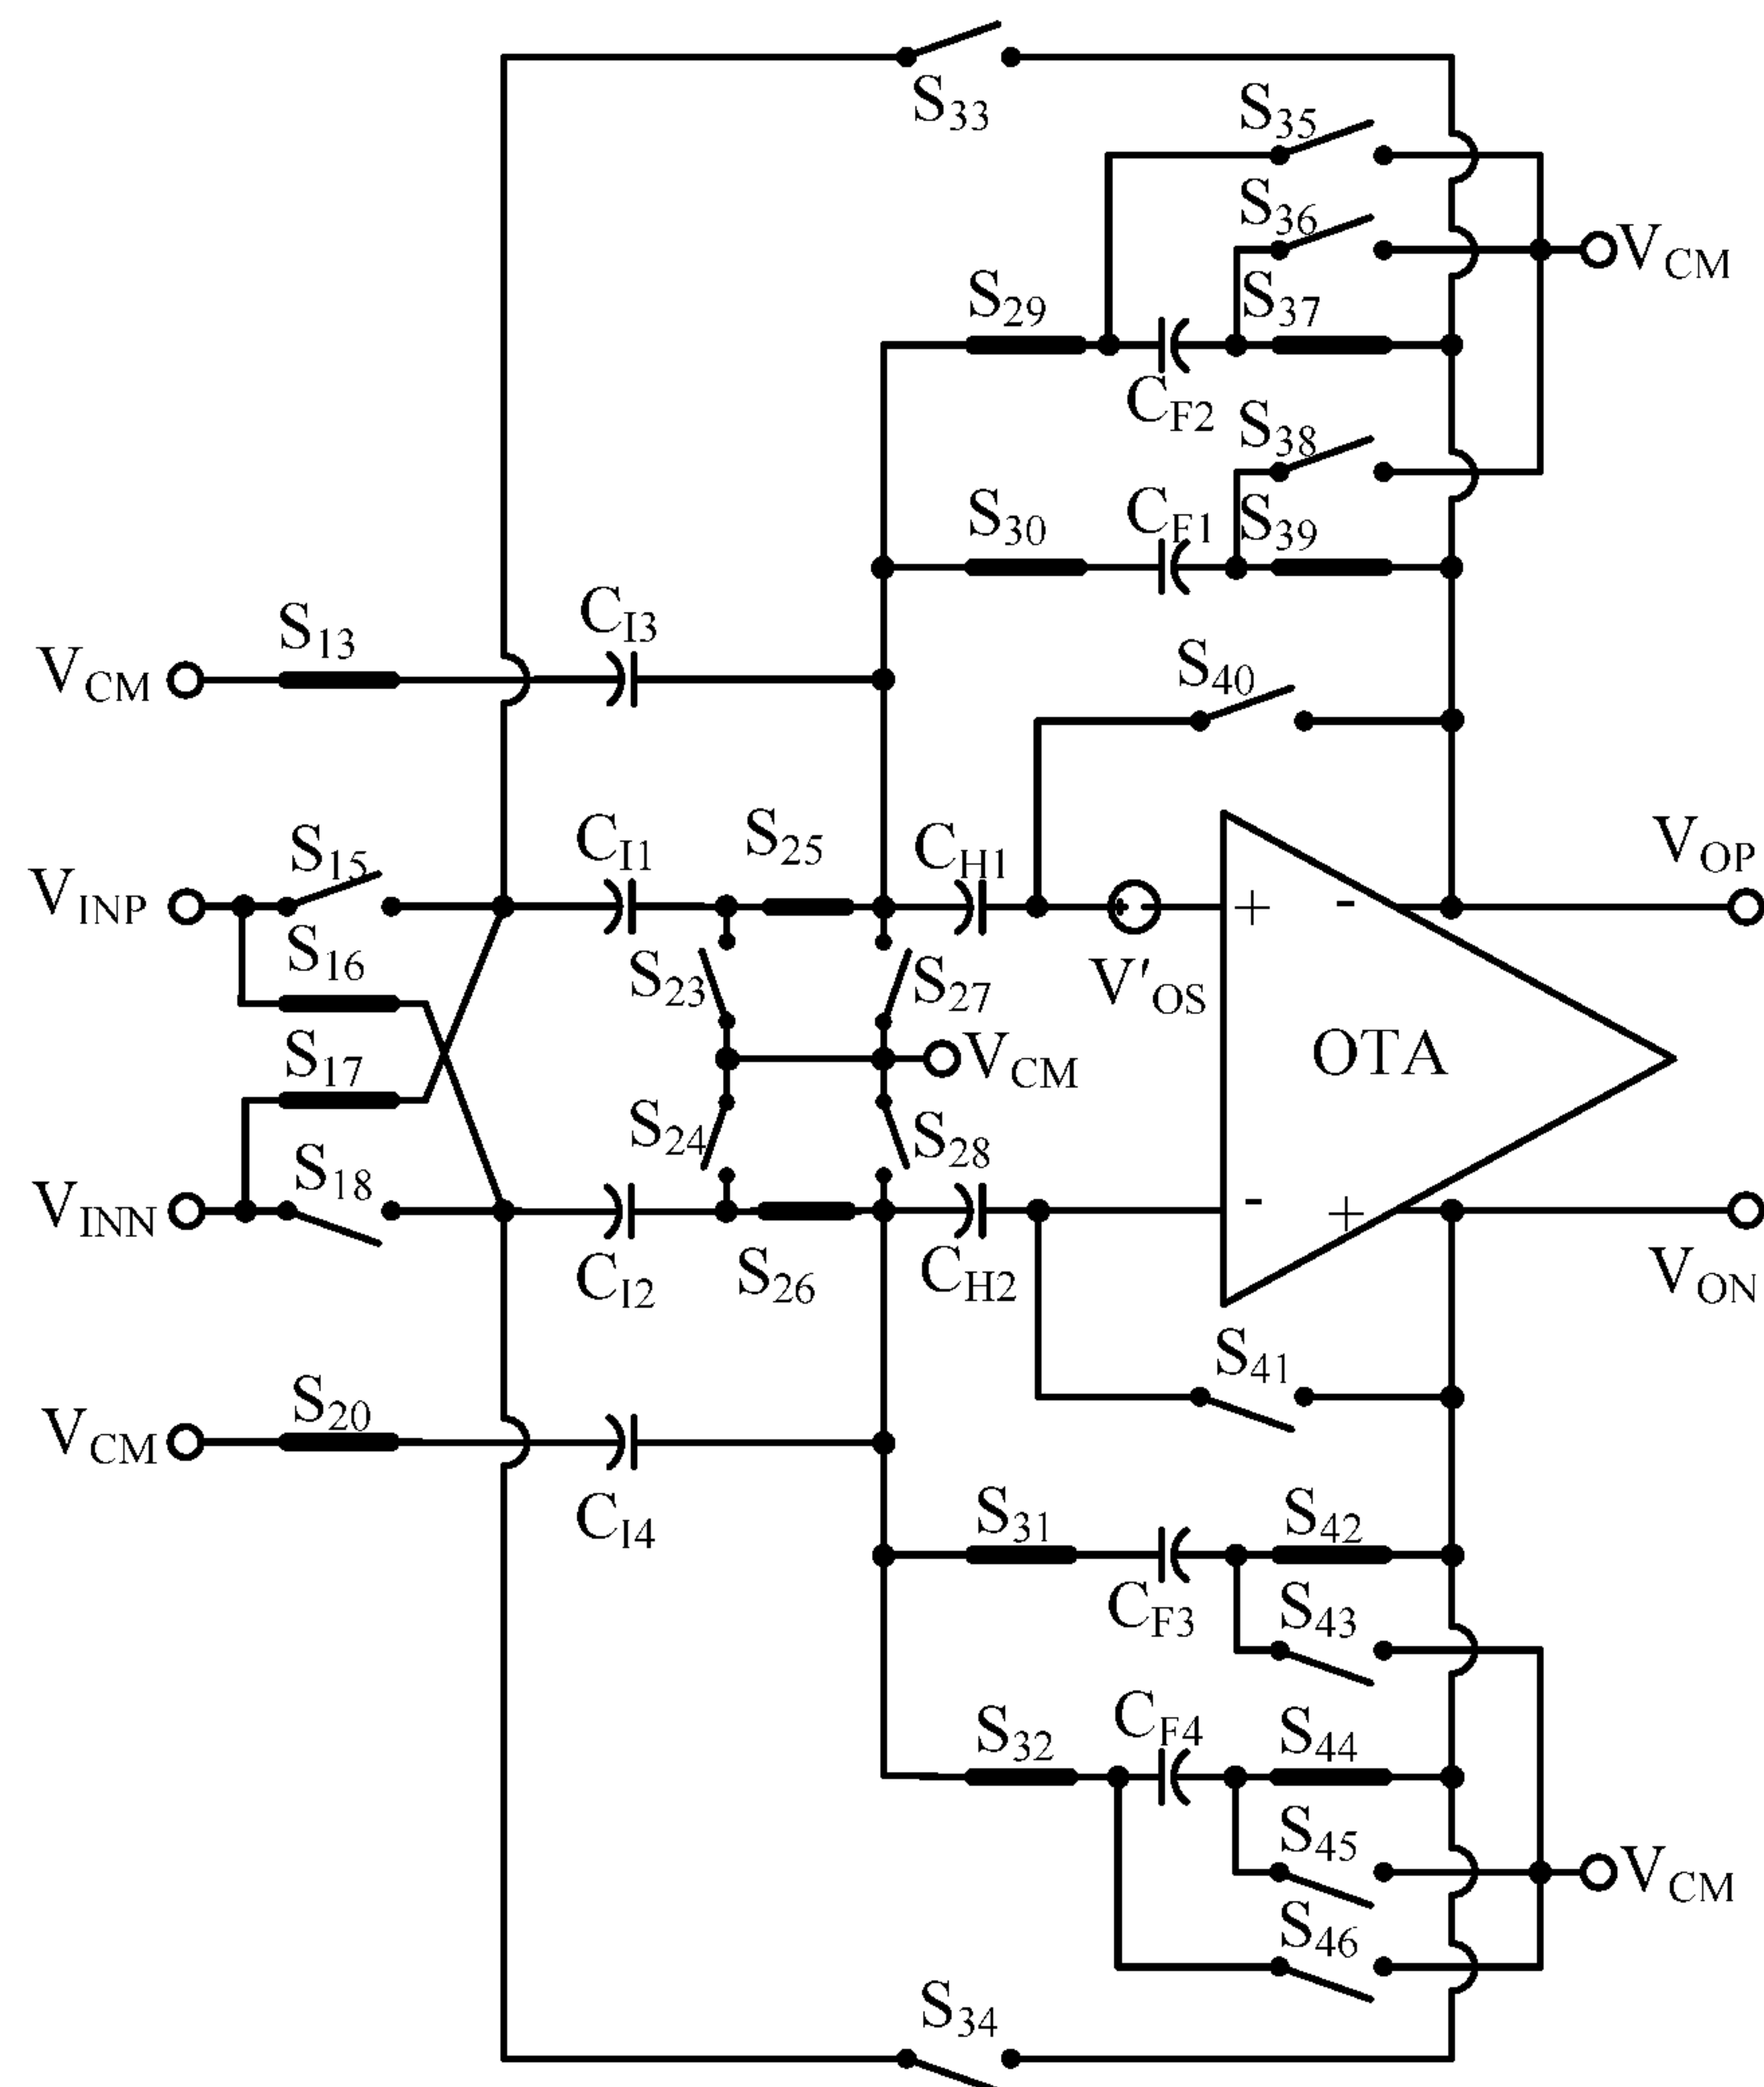 S33
S35
S36
VCM
S29
S37
CF2
S38
S30
CF1
S39
CI3
S13
VCM
S40
VOP
CI1
S25
CH1
S15
VINP
+
-
S16
S23
S27
V'OS
S17
VCM
OTA
S24
S28
S18
VINN
-
+
CI2
S26
CH2
VON
S41
S20
VCM
CI4
S31
S42
CF3
S43
S32
CF4
S44
S45
VCM
S46
S34